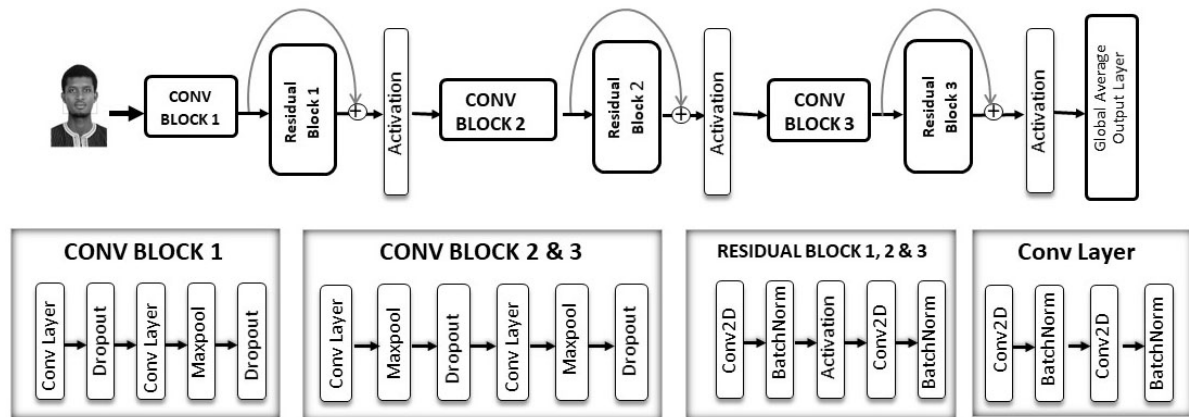 CONV
BLOCK 1
Residual
Block 1
+
Activation
CONV
BLOCK 2
Residual
Block 2
+
Activation
CONV
BLOCK 3
Residual
Block 3
+
Activation
Global Average
Output Layer
CONV BLOCK 1
Conv Layer
Dropout
Conv Layer
Maxpool
Dropout
CONV BLOCK 2 & 3
Conv Layer
Maxpool
Dropout
Conv Layer
Maxpool
Dropout
RESIDUAL BLOCK 1, 2 & 3
Conv2D
BatchNorm
Activation
Conv2D
BatchNorm
Conv Layer
Conv2D
BatchNorm
Conv2D
BatchNorm